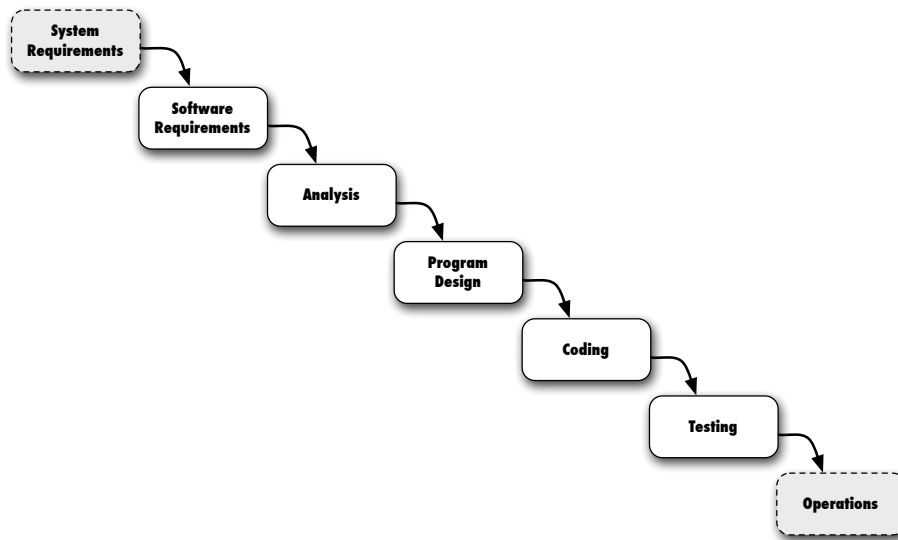 System
Requirements
Software
Requirements
Analysis
Program
Design
Coding
Testing
Operations